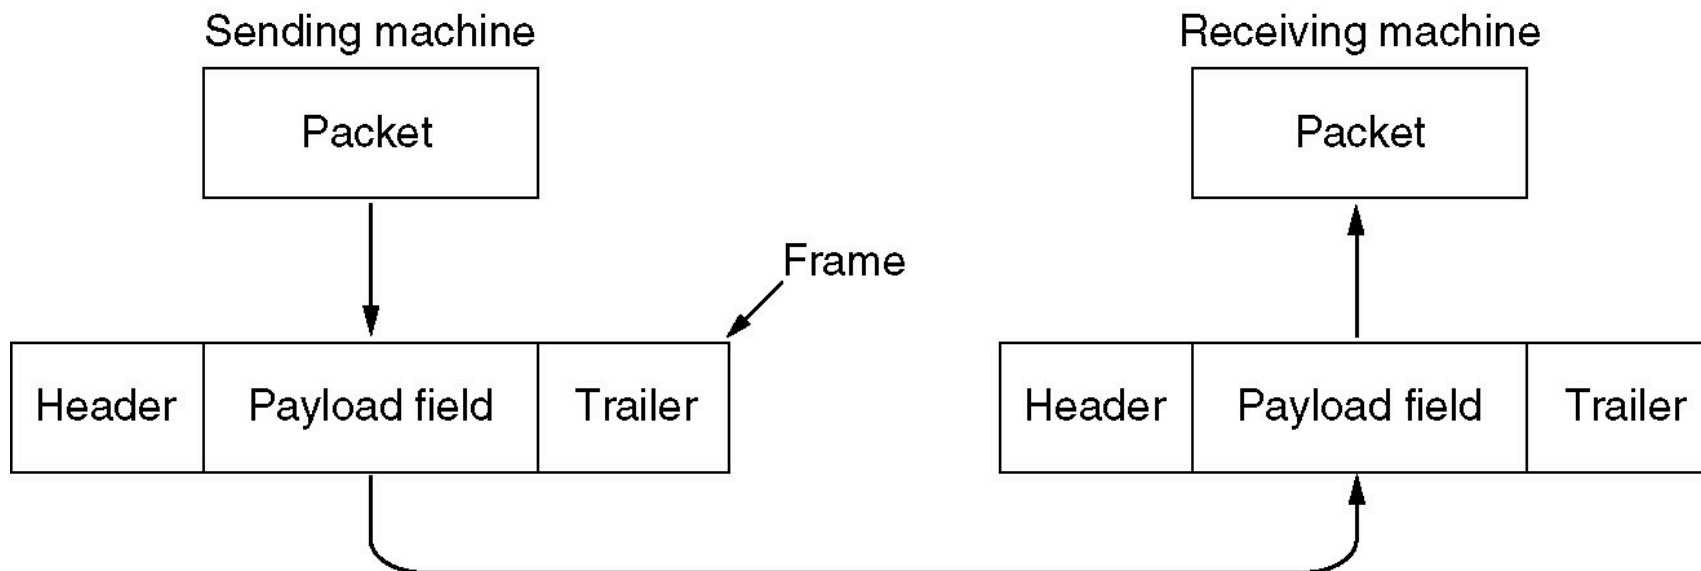 Sending machine
Receiving machine
Packet
Packet
Frame
Header
Payload field
Trailer
Header
Payload field
Trailer